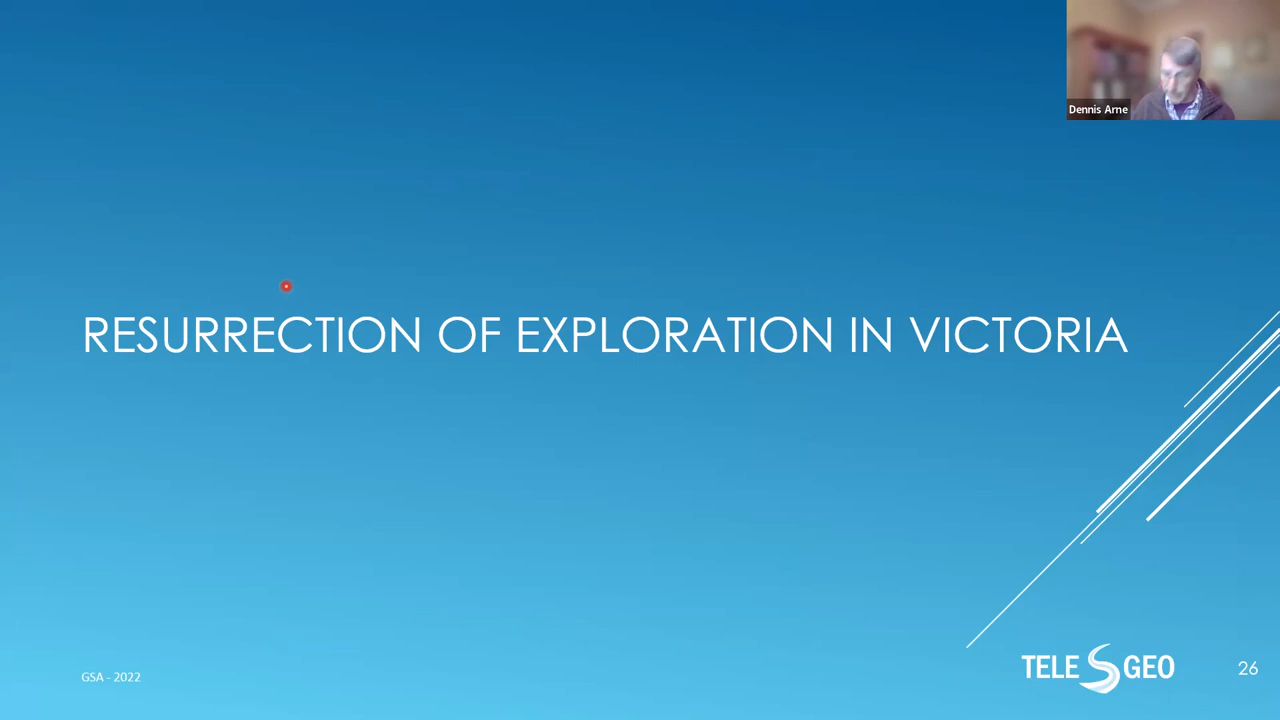 Dennis Arne
RESURRECTION OF EXPLORATION IN VICTORIA
GSA - 2022
TELE GEO
26